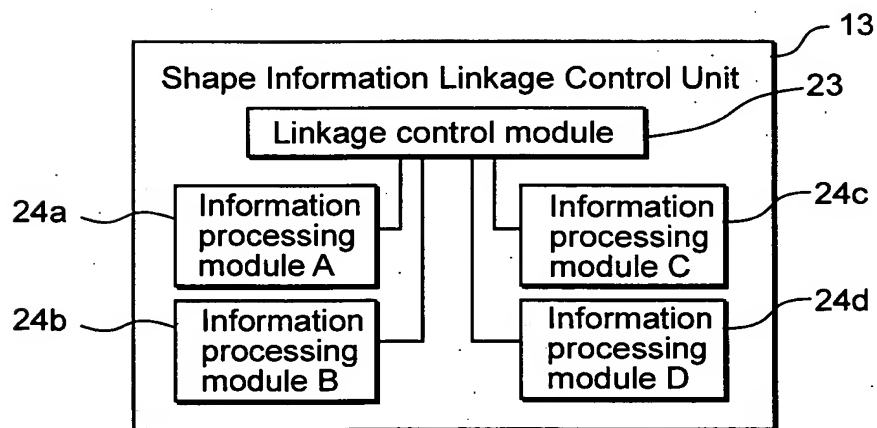 13
Shape Information Linkage Control Unit
23
Linkage control module
24a
Information
processing
module A
24c
Information
processing
module C
24b
Information
processing
module B
24d
Information
processing
module D